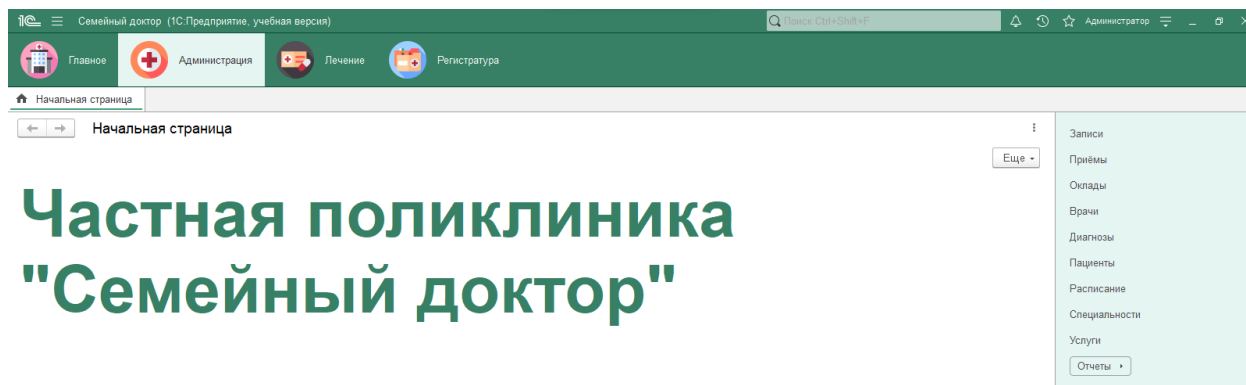 1С Семейный доктор (1С:Предприятие, учебная версия) Поиск Ctrl+Shift+F Администратор
Главное Администрация Лечение Регистратура
Начальная страница
Начальная страница
Еще
Частная поликлиника
"Семейный доктор"
Записи
Приёмы
Оклады
Врачи
Диагнозы
Пациенты
Расписание
Специальности
Услуги
Отчеты